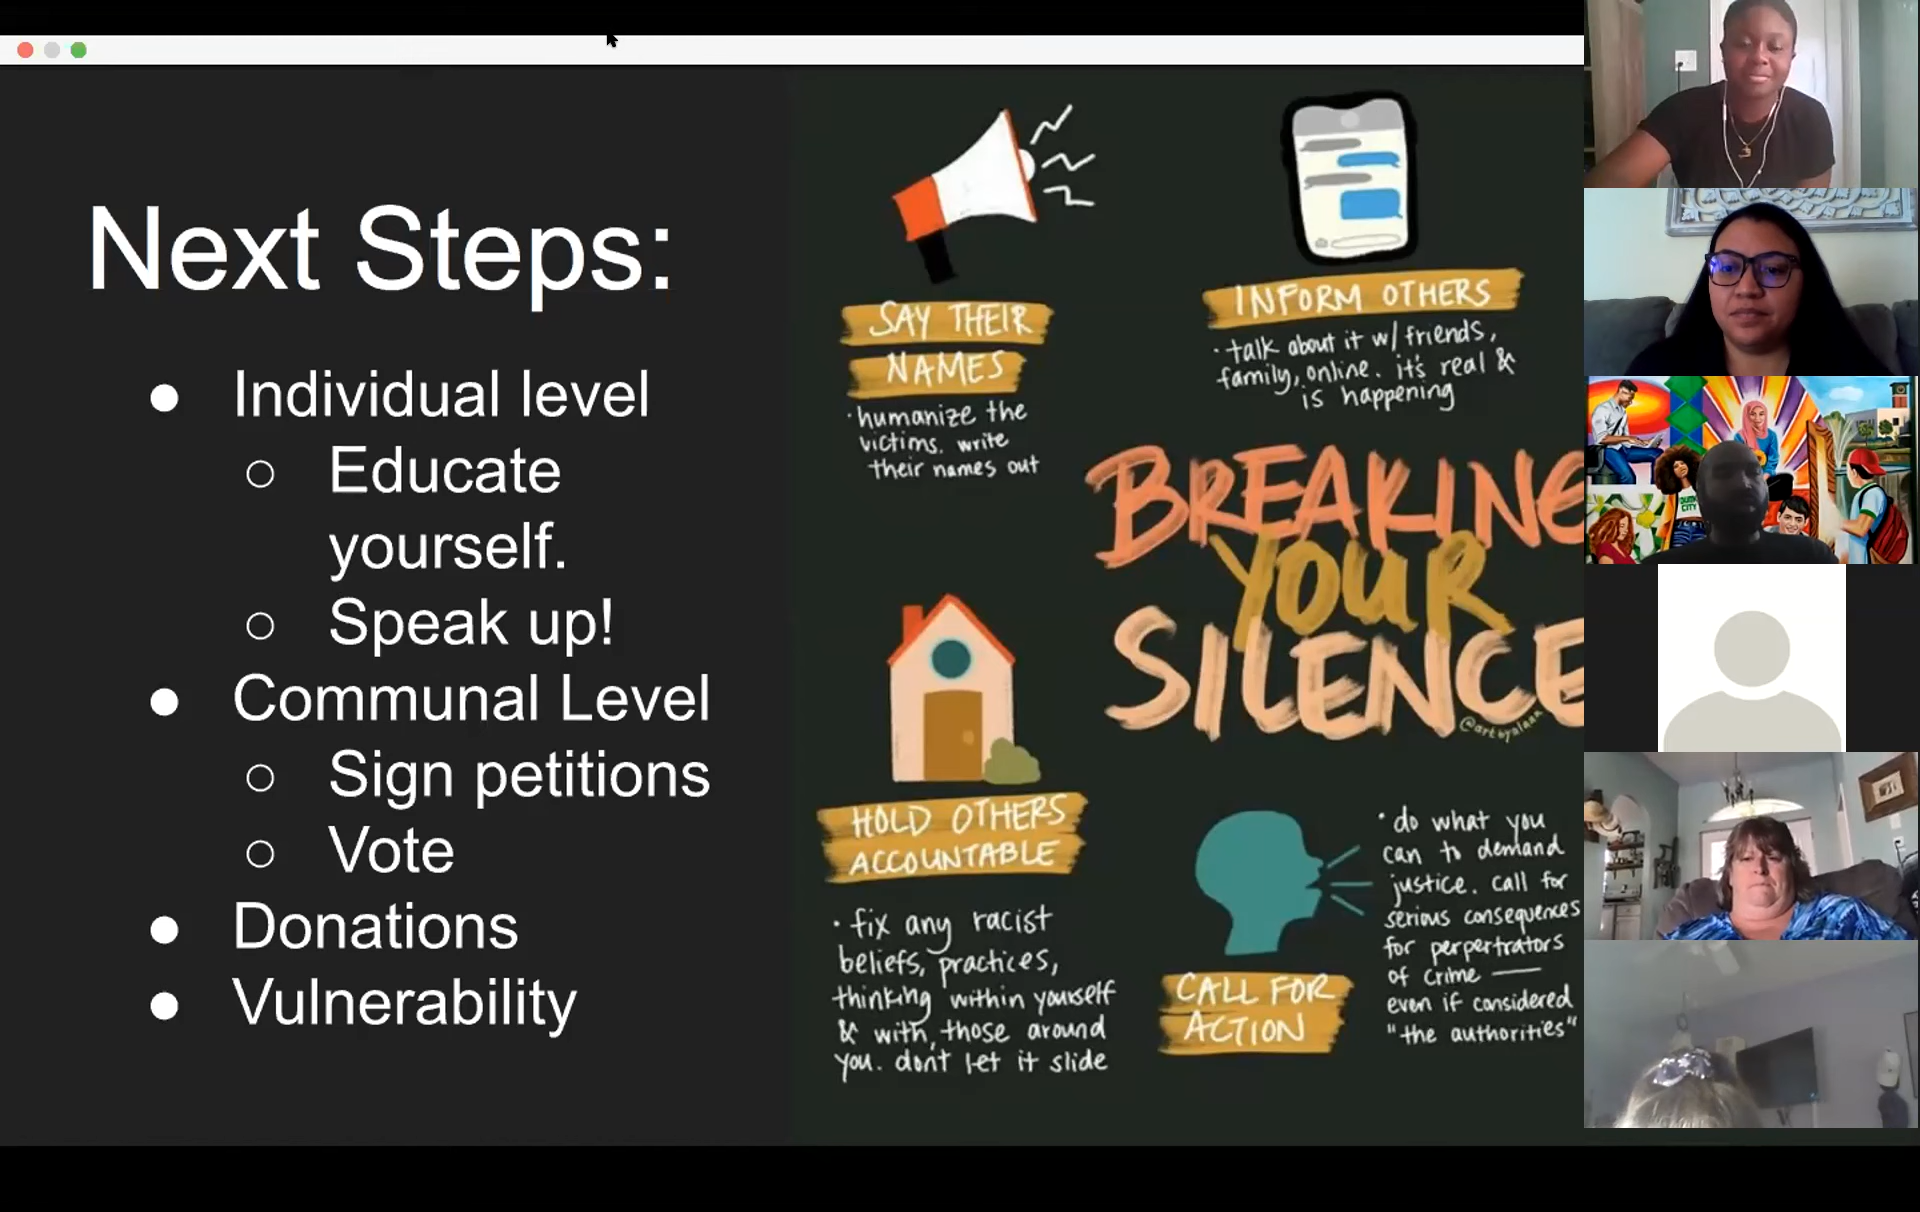 Next Steps:
● Individual level
○ Educate
yourself.
○ Speak up!
● Communal Level
○ Sign petitions
○ Vote
● Donations
● Vulnerability
SAY THEIR
NAMES
·humanize the
victims. write
their names out
INFORM OTHERS
·talk about it w/friends,
family, online. it's real &
is happening
BREAKING
YOUR
SILENCE
@artbyalaaa
HOLD OTHERS
ACCOUNTABLE
· fix any racist
beliefs, practices,
thinking within yourself
& with, those around
you. dont let it slide
CALL FOR
ACTION
·do what you
can to demand
justice. call for
serious consequences
for perpertrators
of crime —
even if considered
"the authorities"
CITY